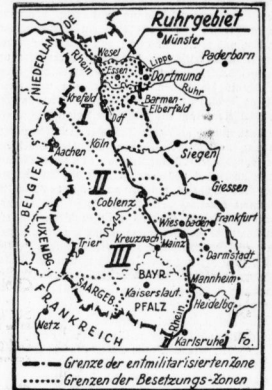 Ruhrgebiet
Münster
NIEDERLANDE
Wesel
Lippe
Paderborn
Rhein
Essen
Dortmund
Ruhr
Krefeld
Barmen-
Elberfeld
I
Ddf
Köln
Siegen
Aachen
BELGIEN
II
Giessen
Coblenz
LUXEMBG.
Wiesbaden
Frankfurt
Kreuznach
Mainz
Trier
III
Darmstadt
BAYR.
PFALZ
Mannheim
SAARGEB.
Kaiserslaut.
Heidelbg.
Rhein
Metz
FRANKREICH
Karlsruhe
Fo.
Grenze der entmilitarisierten Zone
Grenzen der Besetzungs-Zonen